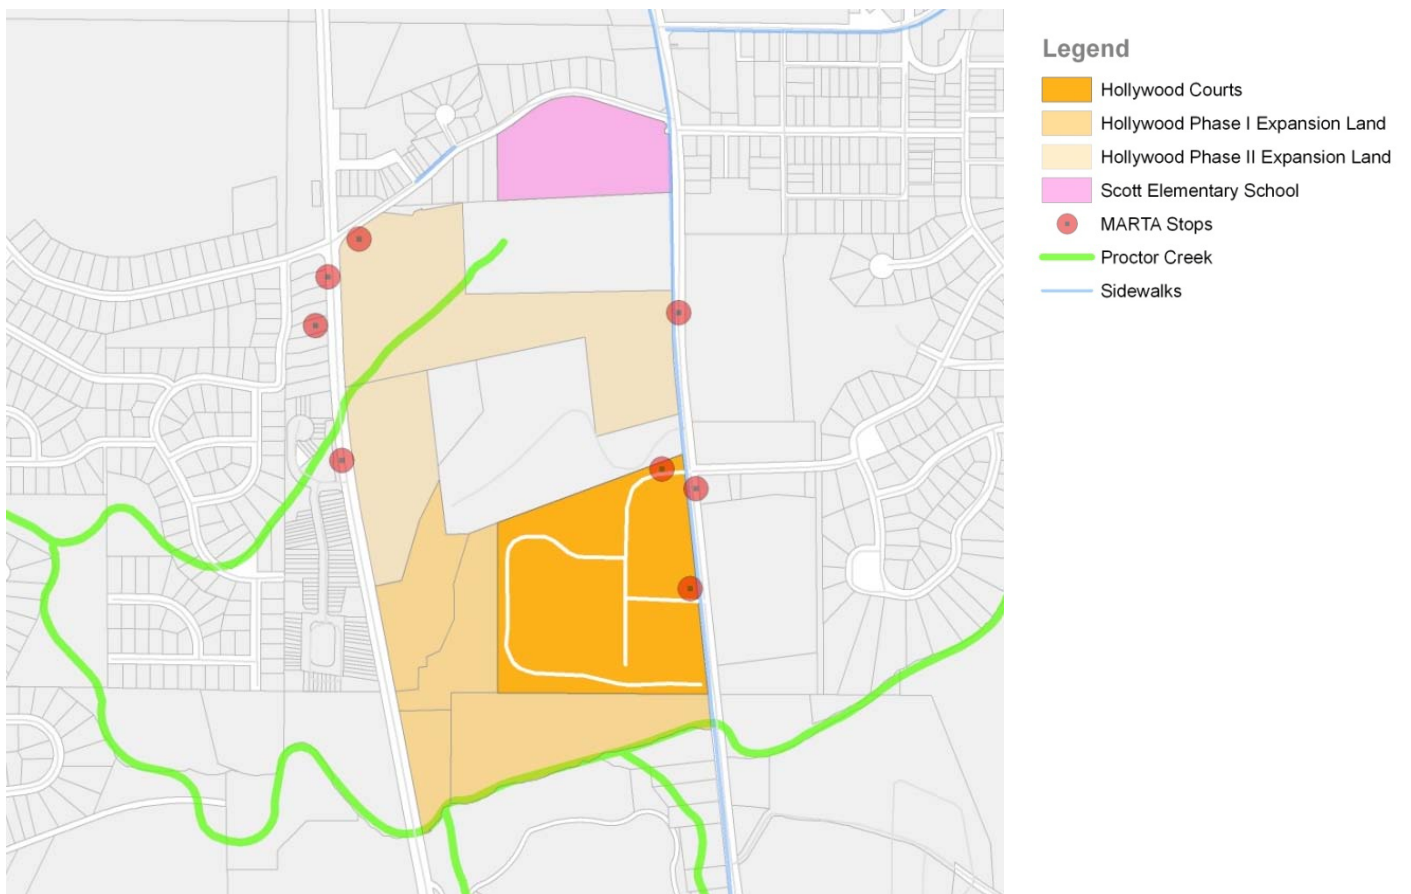 Legend
Hollywood Courts
Hollywood Phase I Expansion Land
Hollywood Phase II Expansion Land
Scott Elementary School
MARTA Stops
Proctor Creek
Sidewalks